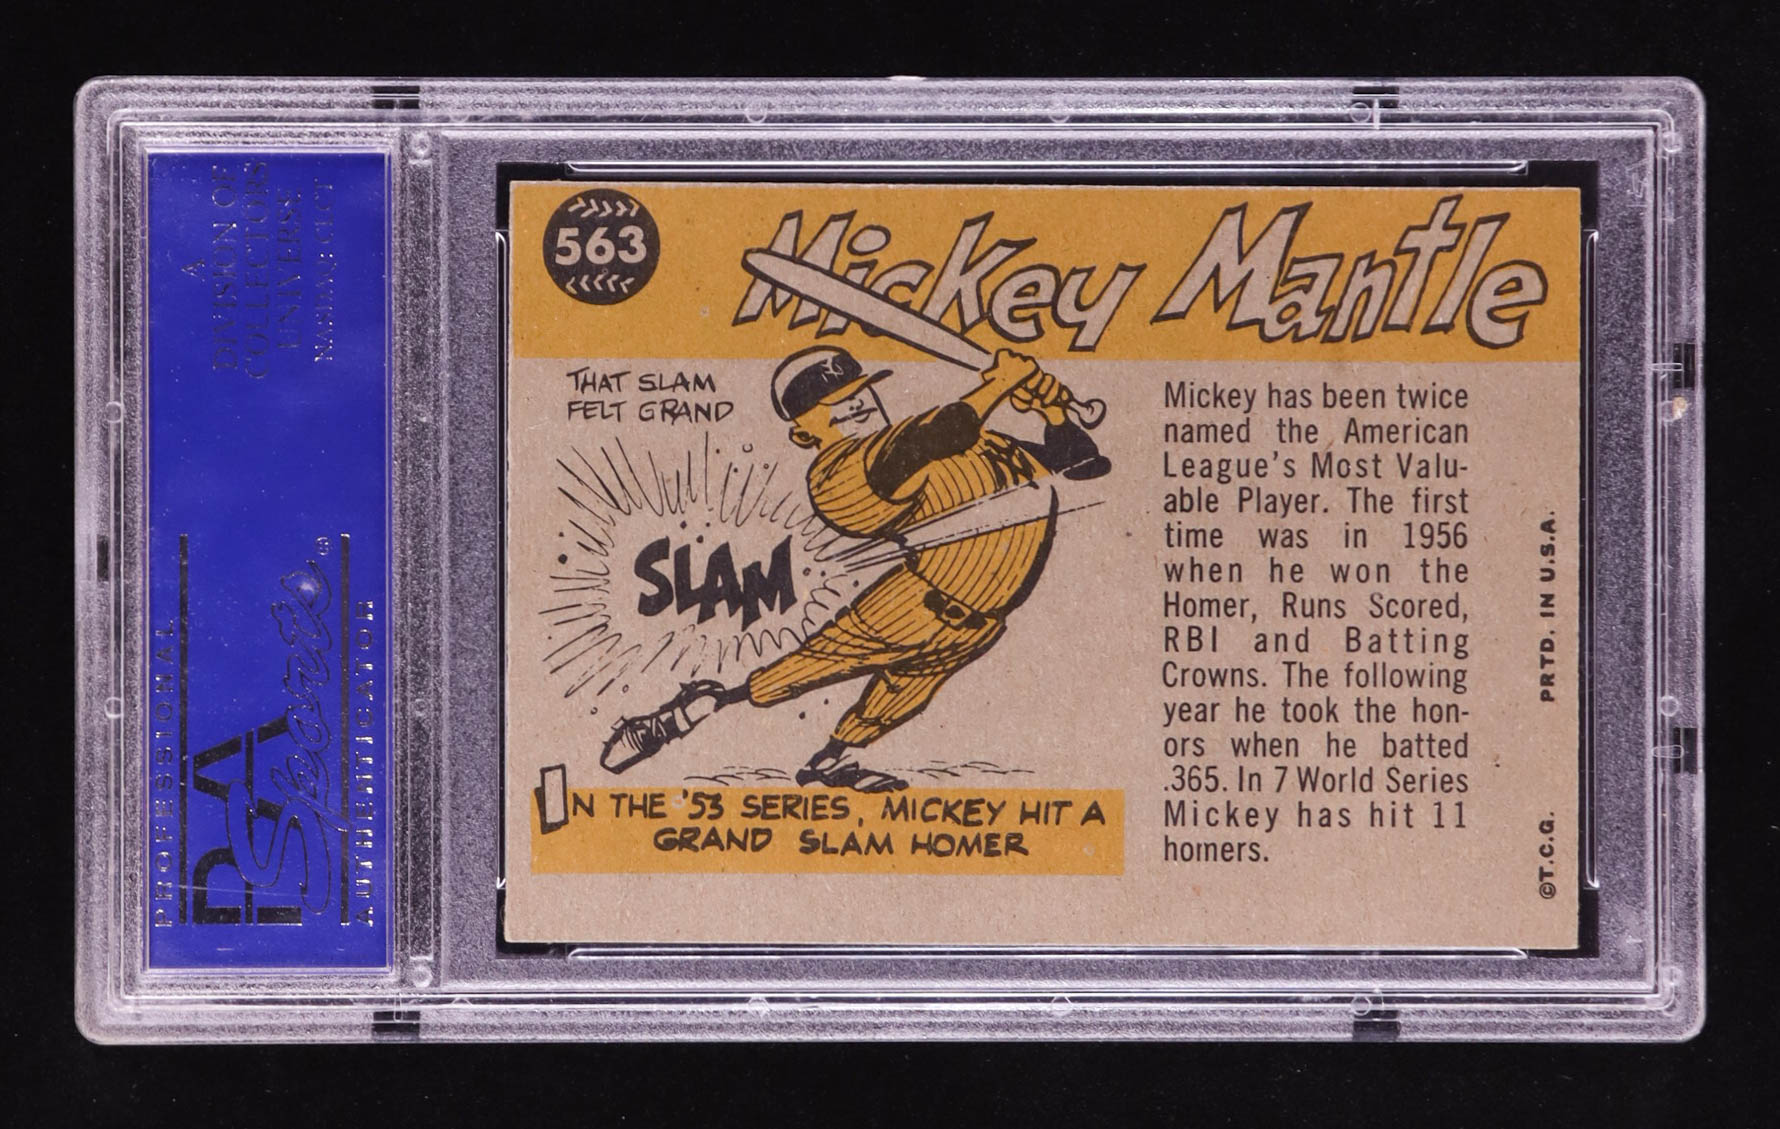 A
DIVISION OF
COLLECTORS
UNIVERSE
NASDAQ: CLCT
PROFESSIONAL
PSA
Sports
AUTHENTICATOR
563
Mickey Mantle
THAT SLAM
FELT GRAND
SLAM
IN THE '53 SERIES, MICKEY HIT A
GRAND SLAM HOMER
Mickey has been twice
named the American
League's Most Valu-
able Player. The first
time was in 1956
when he won the
Homer, Runs Scored,
RBI and Batting
Crowns. The following
year he took the hon-
ors when he batted
.365. In 7 World Series
Mickey has hit 11
homers.
©T.C.G. PRTD. IN U.S.A.